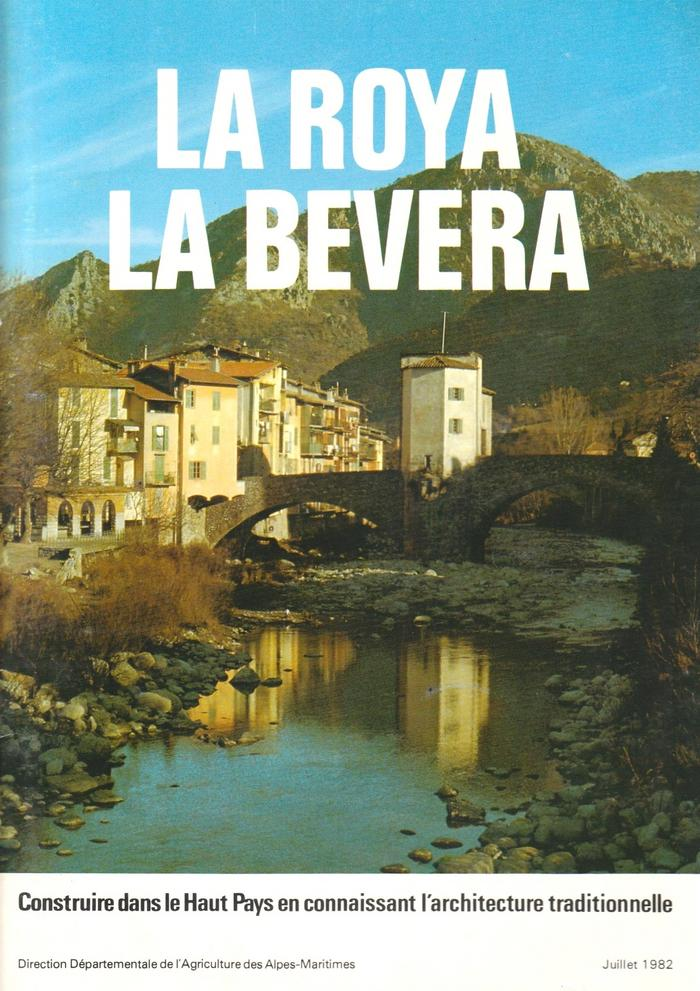 LA ROYA
LA BEVERA
Construire dans le Haut Pays en connaissant l'architecture traditionnelle
Direction Départementale de l'Agriculture des Alpes-Maritimes
Juillet 1982